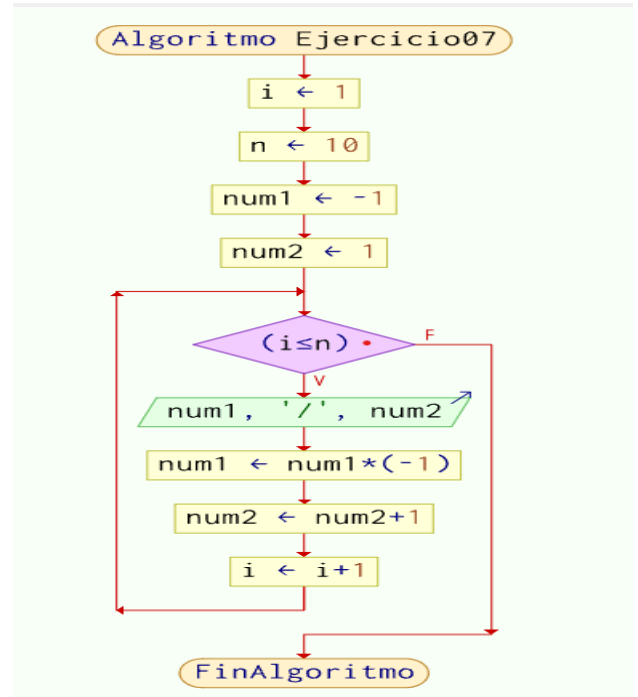 Algoritmo Ejercicio07
i ← 1
n ← 10
num1 ← -1
num2 ← 1
(i≤n)
F
V
num1, '/', num2
num1 ← num1*(-1)
num2 ← num2+1
i ← i+1
FinAlgoritmo